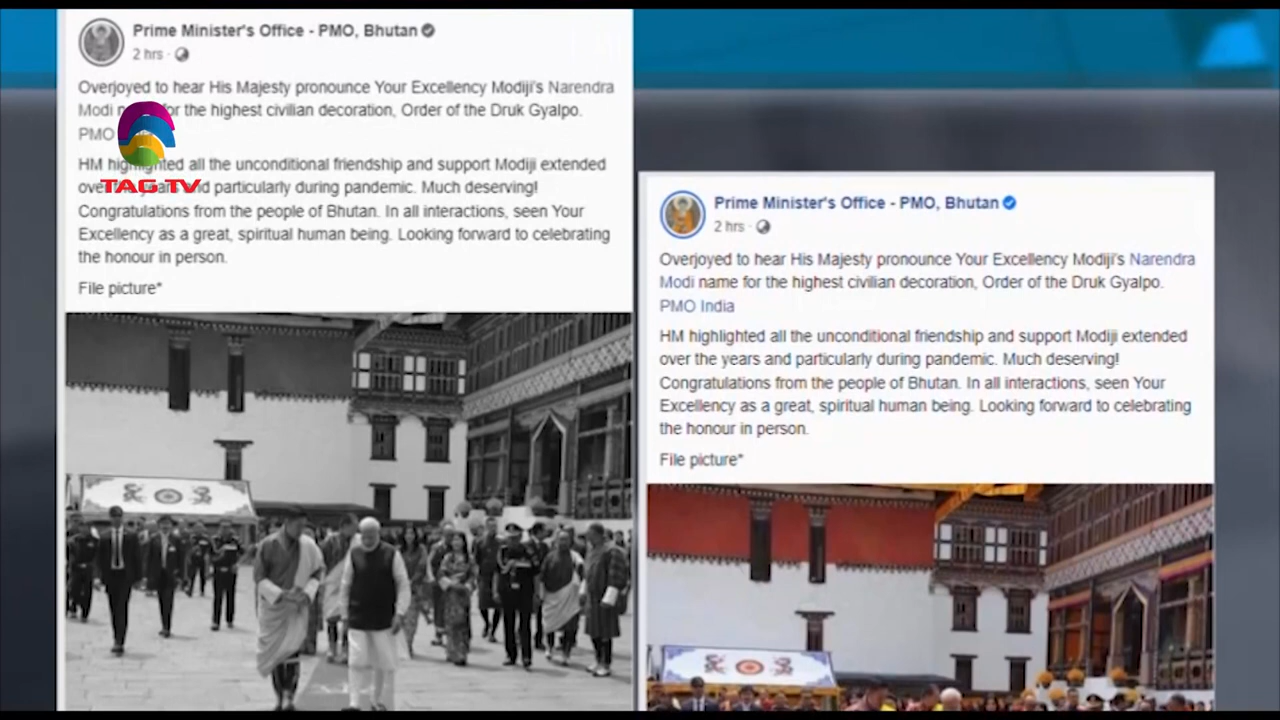 Prime Minister's Office - PMO, Bhutan
2 hrs ·
Overjoyed to hear His Majesty pronounce Your Excellency Modiji's Narendra
Modi for the highest civilian decoration, Order of the Druk Gyalpo.
PMO
HM highlighted all the unconditional friendship and support Modiji extended
over the years and particularly during pandemic. Much deserving!
Congratulations from the people of Bhutan. In all interactions, seen Your
Excellency as a great, spiritual human being. Looking forward to celebrating
the honour in person.
File picture*
TAG TV
Prime Minister's Office - PMO, Bhutan
2 hrs ·
Overjoyed to hear His Majesty pronounce Your Excellency Modiji's Narendra
Modi name for the highest civilian decoration, Order of the Druk Gyalpo.
PMO India
HM highlighted all the unconditional friendship and support Modiji extended
over the years and particularly during pandemic. Much deserving!
Congratulations from the people of Bhutan. In all interactions, seen Your
Excellency as a great, spiritual human being. Looking forward to celebrating
the honour in person.
File picture*